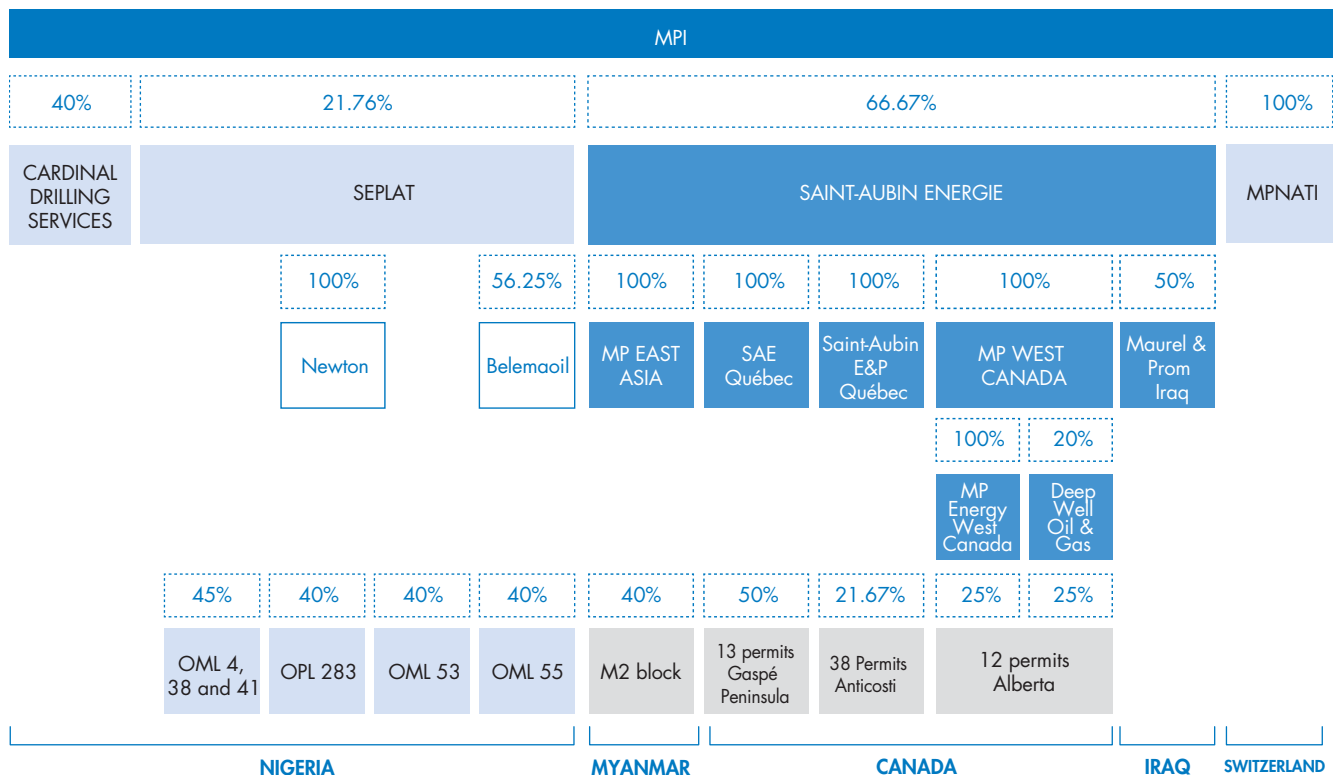 MPI
40%
21.76%
66.67%
100%
CARDINAL
DRILLING
SERVICES
SEPLAT
SAINT-AUBIN ENERGIE
MPNATI
100%
56.25%
100%
100%
100%
100%
50%
Newton
Belemaoil
MP EAST
ASIA
SAE
Québec
Saint-Aubin
E&P
Québec
MP WEST
CANADA
Maurel &
Prom
Iraq
100%
20%
MP
Energy
West
Canada
Deep
Well
Oil &
Gas
45%
40%
40%
40%
40%
50%
21.67%
25%
25%
OML 4,
38 and 41
OPL 283
OML 53
OML 55
M2 block
13 permits
Gaspé
Peninsula
38 Permits
Anticosti
12 permits
Alberta
NIGERIA
MYANMAR
CANADA
IRAQ
SWITZERLAND